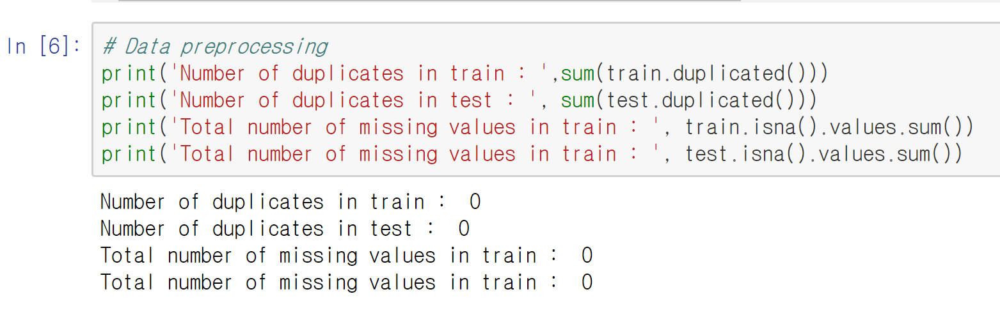 In [6]:
# Data preprocessing
print('Number of duplicates in train : ',sum(train.duplicated()))
print('Number of duplicates in test : ', sum(test.duplicated()))
print('Total number of missing values in train : ', train.isna().values.sum())
print('Total number of missing values in train : ', test.isna().values.sum())
Number of duplicates in train :  0
Number of duplicates in test :  0
Total number of missing values in train :  0
Total number of missing values in train :  0